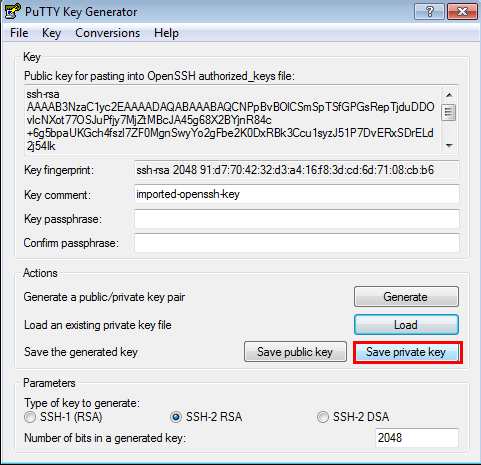 PuTTY Key Generator
File Key Conversions Help
Key
Public key for pasting into OpenSSH authorized_keys file:
ssh-rsa
AAAAB3NzaC1yc2EAAAADAQABAAABAQCNPpBvBOlCSmSpTSfGPGsRepTjduDDO
vlcNXot77OSJuPfjy7MjZtMBcJA45g68X2BYjnR84c
+6g5bpaUKGch4fszI7ZF0MgnSwyYo2gFbe2K0DxRBk3Ccu1syzJ51P7DvERxSDrELd
2j54Ik
Key fingerprint: ssh-rsa 2048 91:d7:70:42:32:d3:a4:16:f8:3d:cd:6d:71:08:cb:b6
Key comment: imported-openssh-key
Key passphrase:
Confirm passphrase:
Actions
Generate a public/private key pair Generate
Load an existing private key file Load
Save the generated key Save public key Save private key
Parameters
Type of key to generate:
SSH-1 (RSA) SSH-2 RSA SSH-2 DSA
Number of bits in a generated key: 2048